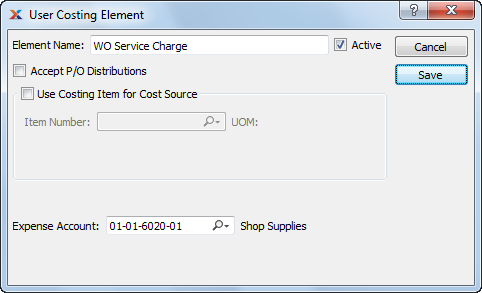 User Costing Element
Element Name: WO Service Charge Active Cancel
Accept P/O Distributions Save
Use Costing Item for Cost Source
Item Number: UOM:
Expense Account: 01-01-6020-01 Shop Supplies